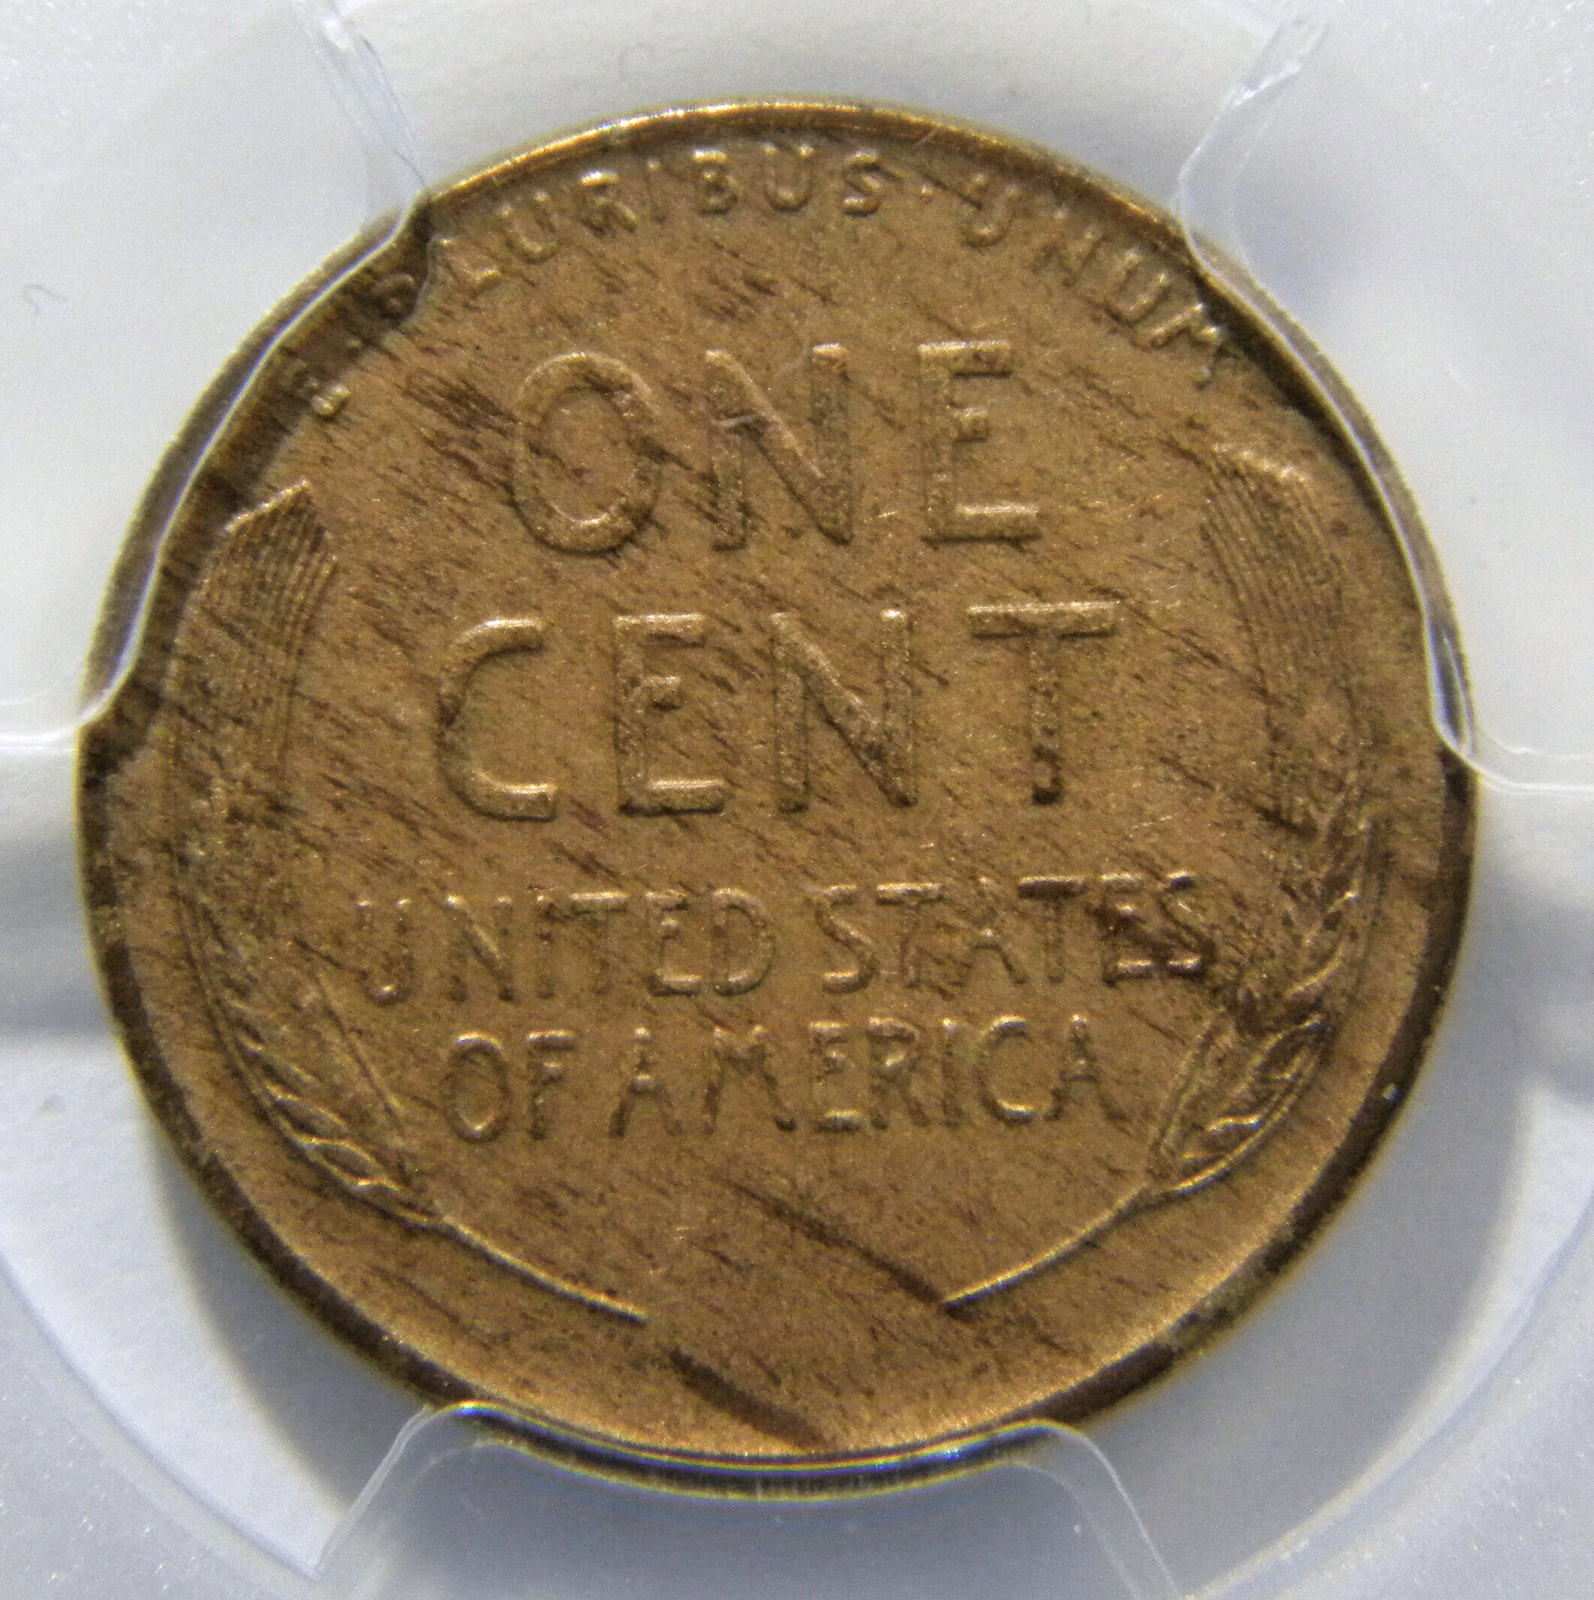 E · PLURIBUS · UNUM
ONE
CENT
UNITED STATES
OF AMERICA